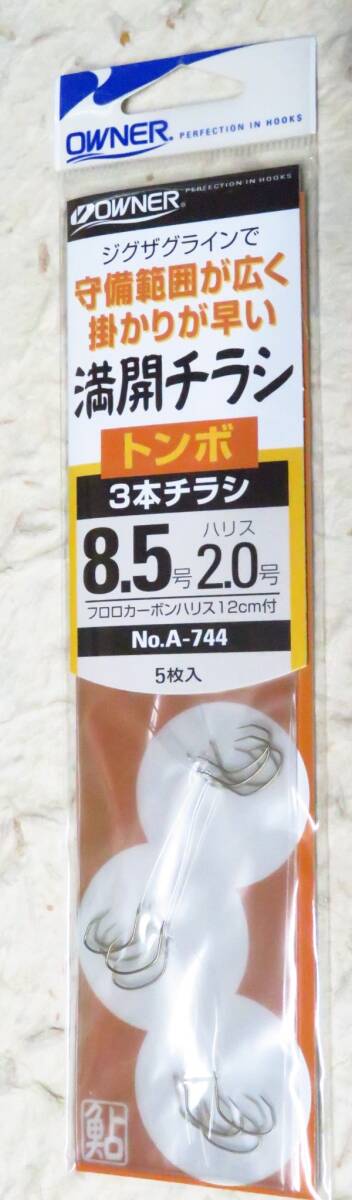 OWNER. PERFECTION IN HOOKS
PERFECTION IN HOOKS
OWNER®
ジグザグラインで
守備範囲が広く
掛かりが早い
満開チラシ
トンボ
3本チラシ
ハリス
8.5号 2.0号
フロロカーボンハリス12cm付
No.A-744
5枚入
鮎